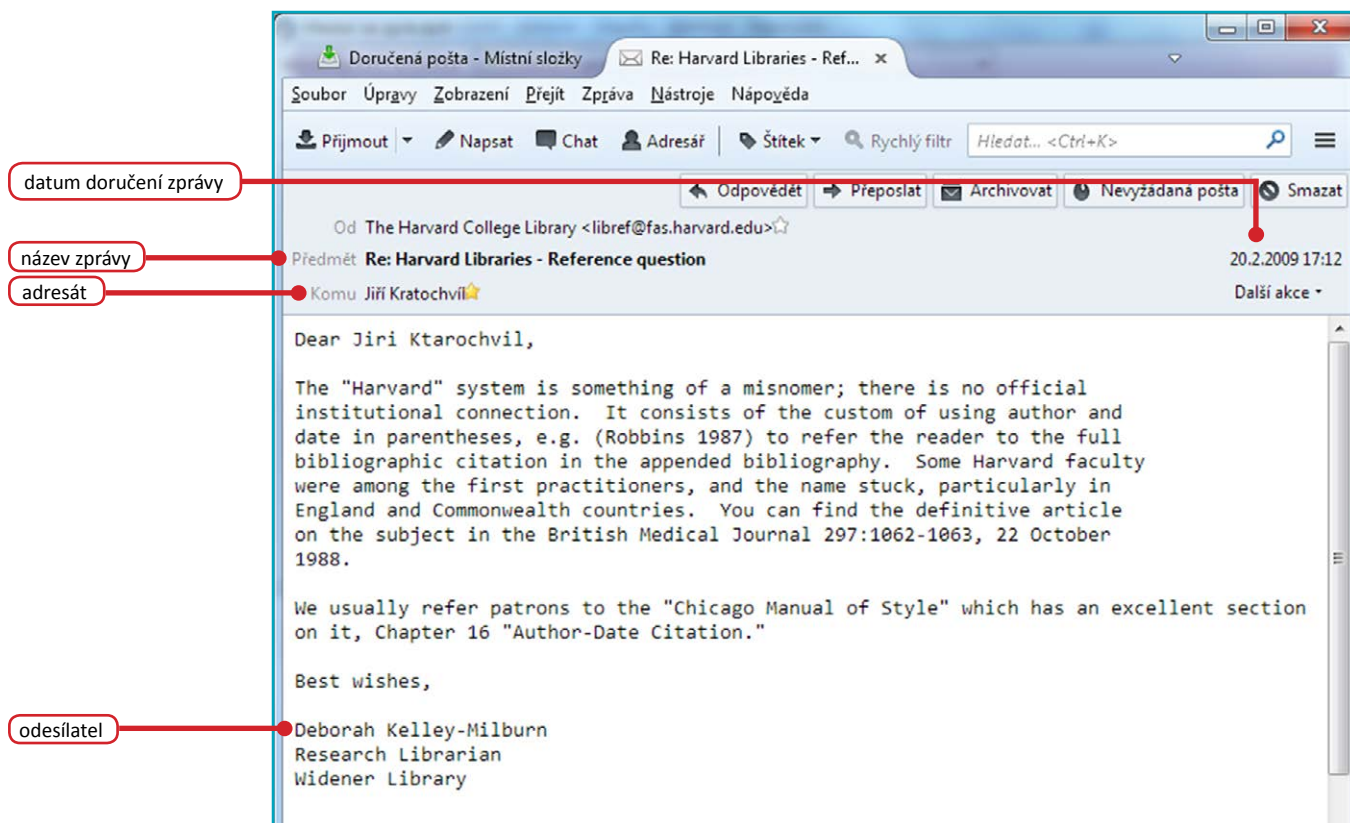 Doručená pošta - Místní složky
Re: Harvard Libraries - Ref... x
Soubor Úpravy Zobrazení Přejít Zpráva Nástroje Nápověda
Přijmout Napsat Chat Adresář Štítek Rychlý filtr Hledat... <Ctrl+K>
datum doručení zprávy
Odpovědět Přeposlat Archivovat Nevyžádaná pošta Smazat
Od The Harvard College Library <libref@fas.harvard.edu>
název zprávy
Předmět Re: Harvard Libraries - Reference question 20.2.2009 17:12
adresát
Komu Jiří Kratochvíl Další akce
Dear Jiri Ktarochvil,
The "Harvard" system is something of a misnomer; there is no official
institutional connection.  It consists of the custom of using author and
date in parentheses, e.g. (Robbins 1987) to refer the reader to the full
bibliographic citation in the appended bibliography.  Some Harvard faculty
were among the first practitioners, and the name stuck, particularly in
England and Commonwealth countries.  You can find the definitive article
on the subject in the British Medical Journal 297:1062-1063, 22 October
1988.
We usually refer patrons to the "Chicago Manual of Style" which has an excellent section
on it, Chapter 16 "Author-Date Citation."
Best wishes,
odesílatel
Deborah Kelley-Milburn
Research Librarian
Widener Library